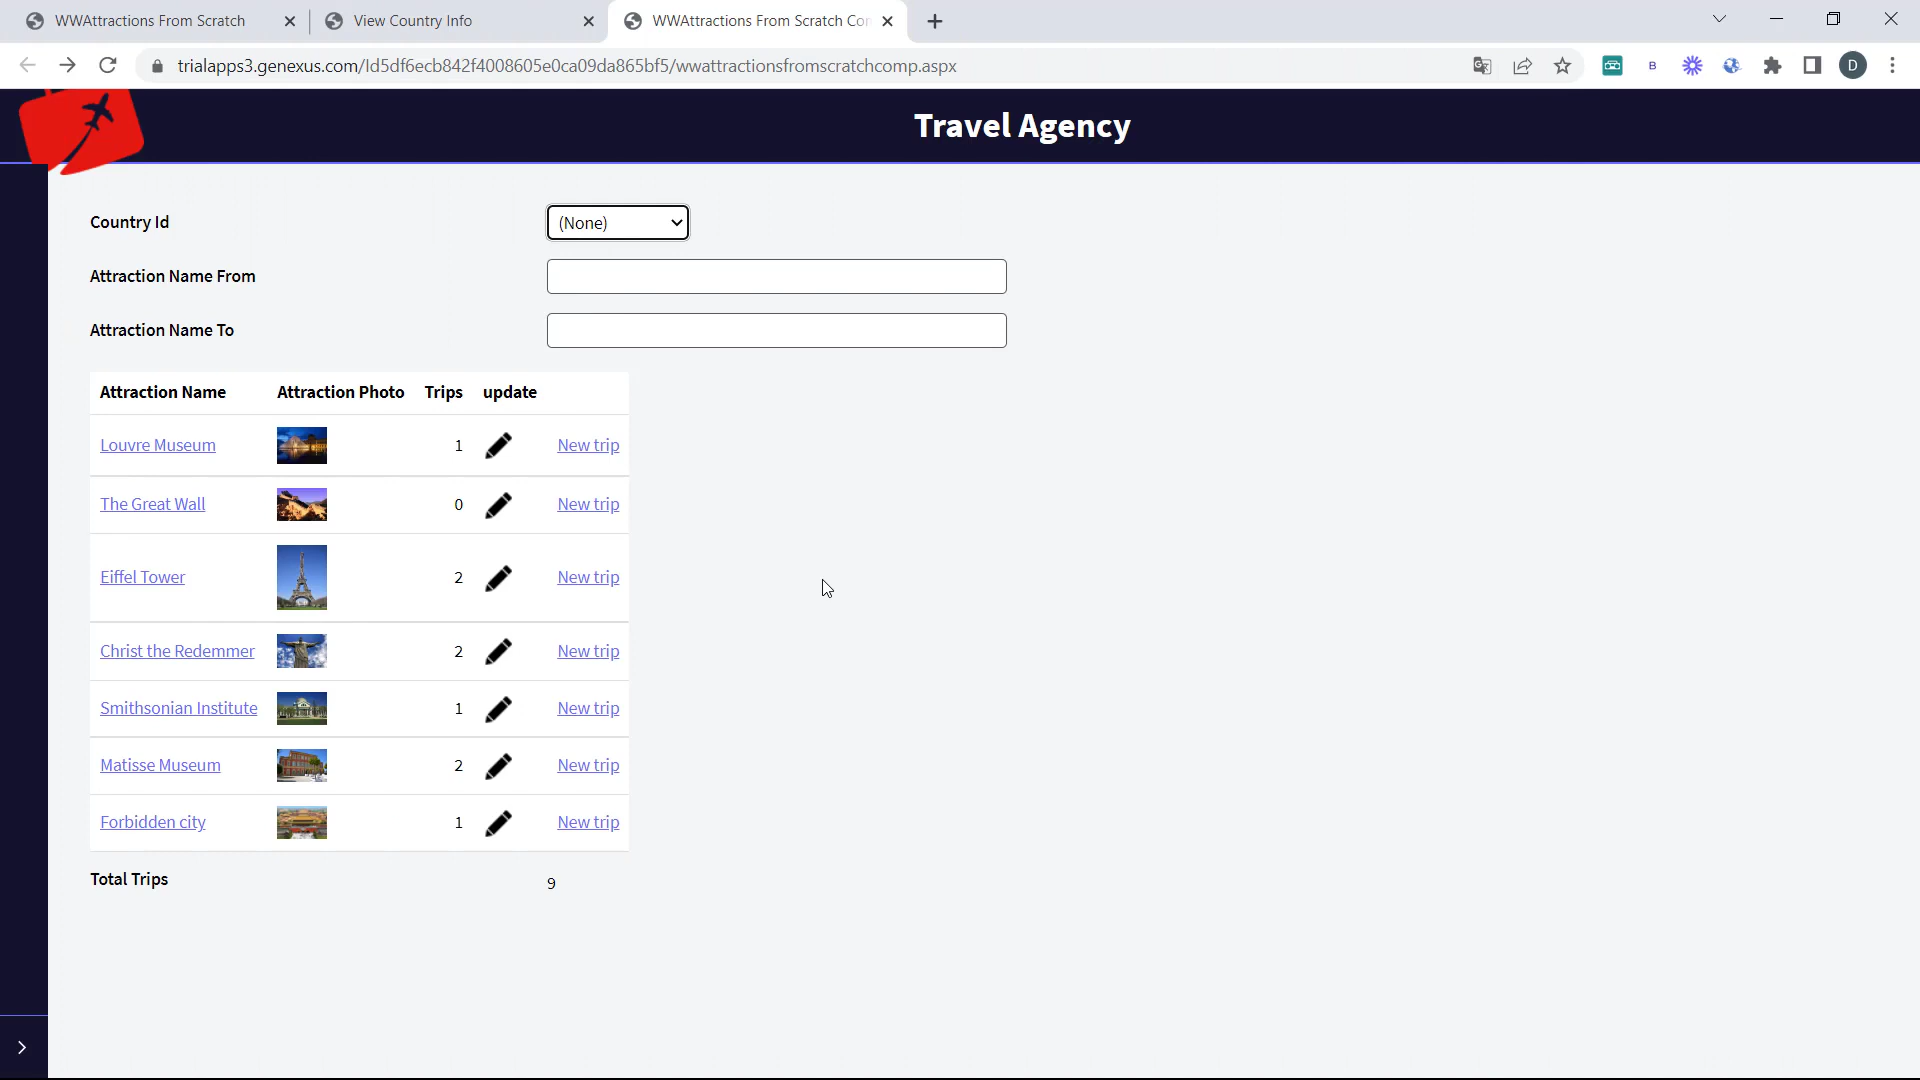 WWAttractions From Scratch
View Country Info
WWAttractions From Scratch Co
trialapps3.genexus.com/Id5df6ecb842f4008605e0ca09da865bf5/wwattractionsfromscratchcomp.aspx
B
D
Travel Agency
Country Id
(None)
Attraction Name From
Attraction Name To
Attraction Name Attraction Photo Trips update
Louvre Museum 1 New trip
The Great Wall 0 New trip
Eiffel Tower 2 New trip
Christ the Redemmer 2 New trip
Smithsonian Institute 1 New trip
Matisse Museum 2 New trip
Forbidden city 1 New trip
Total Trips 9